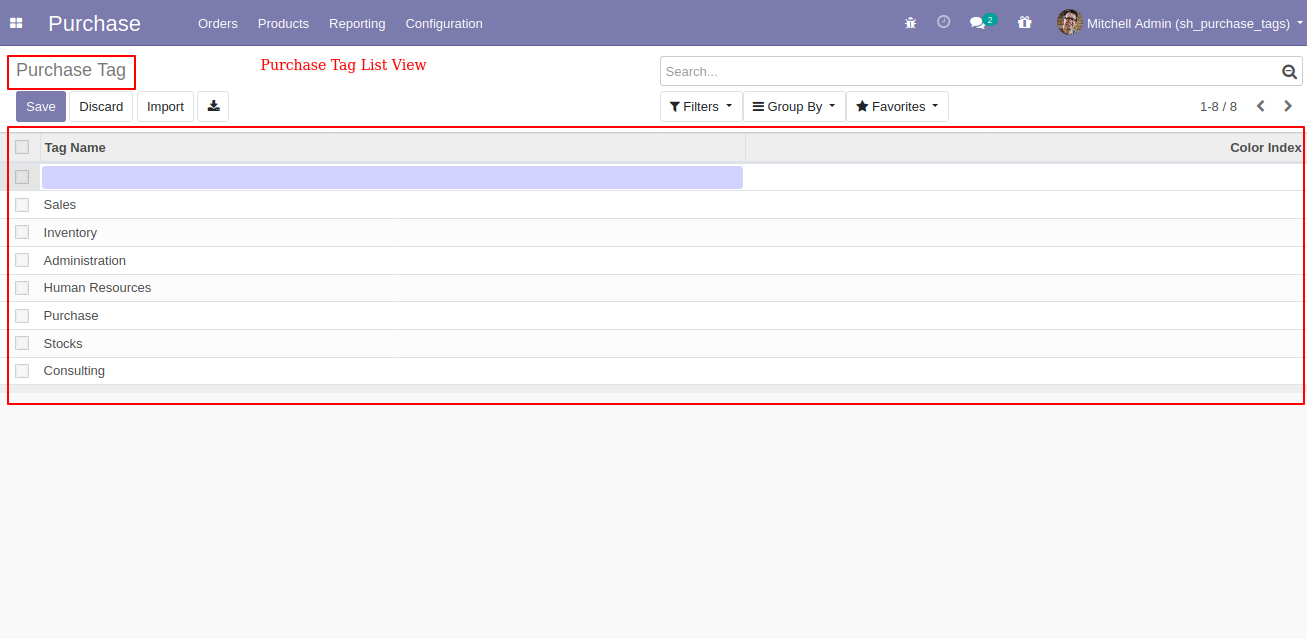 Purchase Orders Products Reporting Configuration 2 Mitchell Admin (sh_purchase_tags)
Purchase Tag Purchase Tag List View Search...
Save Discard Import Filters Group By Favorites 1-8 / 8
Tag Name Color Index
Sales
Inventory
Administration
Human Resources
Purchase
Stocks
Consulting